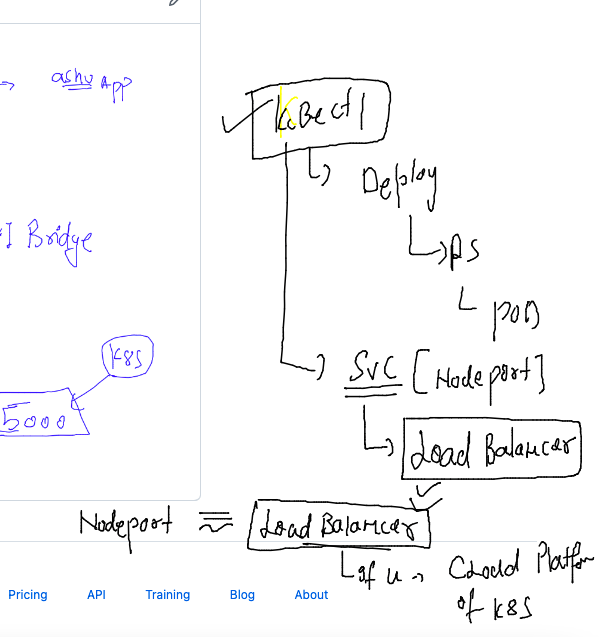 ashu App
KuBectl
Deploy
I Bridge
RS
POD
K8S
SVC [Nodeport]
5000
Load Balancer
Nodeport ≡ Load Balancer
if u → Cloud Platfor
of K8S
Pricing API Training Blog About